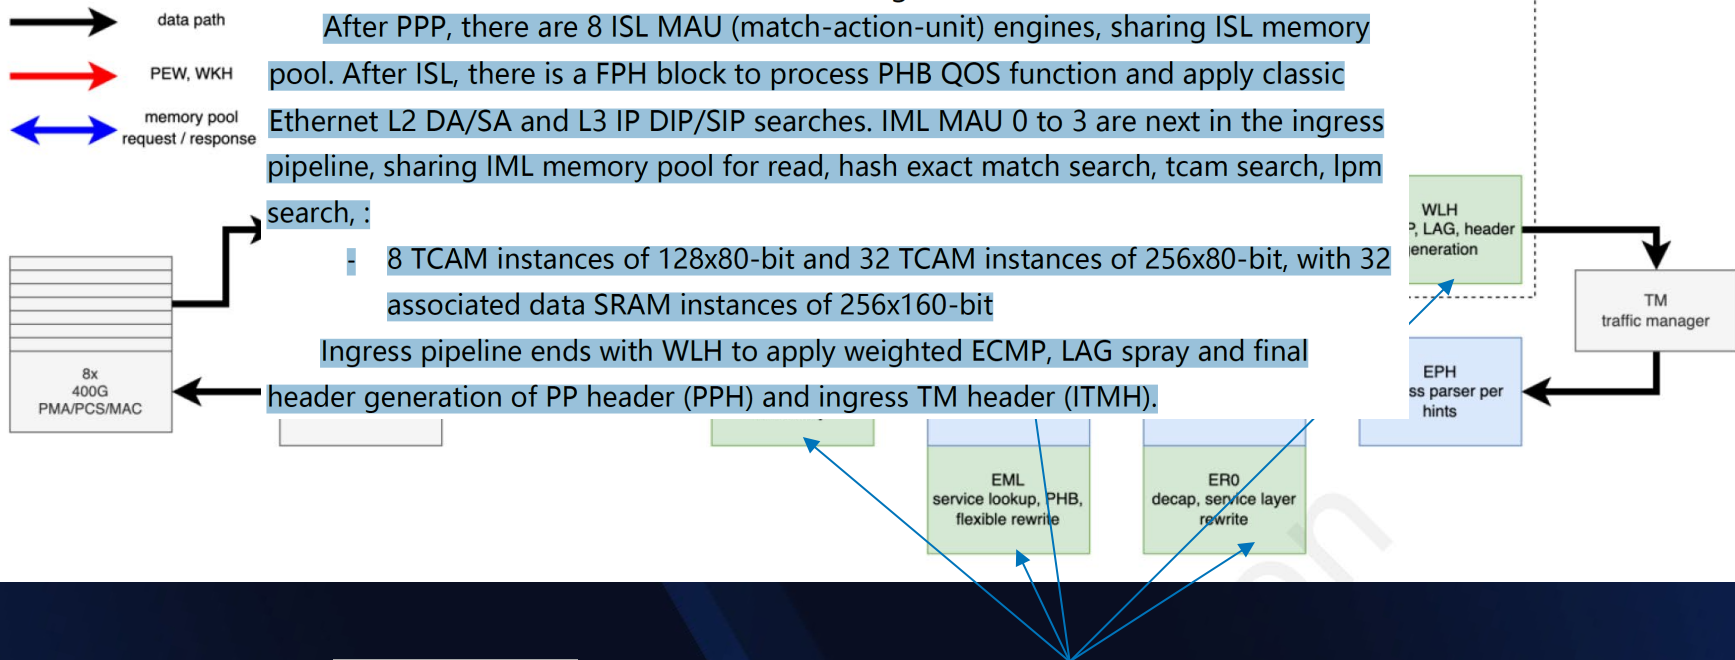 data path
PEW, WKH
memory pool
request / response
After PPP, there are 8 ISL MAU (match-action-unit) engines, sharing ISL memory
pool. After ISL, there is a FPH block to process PHB QOS function and apply classic
Ethernet L2 DA/SA and L3 IP DIP/SIP searches. IML MAU 0 to 3 are next in the ingress
pipeline, sharing IML memory pool for read, hash exact match search, tcam search, lpm
search, :
- 8 TCAM instances of 128x80-bit and 32 TCAM instances of 256x80-bit, with 32
associated data SRAM instances of 256x160-bit
Ingress pipeline ends with WLH to apply weighted ECMP, LAG spray and final
header generation of PP header (PPH) and ingress TM header (ITMH).
8x
400G
PMA/PCS/MAC
WLH
P, LAG, header
eneration
TM
traffic manager
EPH
ss parser per
hints
EML
service lookup, PHB,
flexible rewrite
ER0
decap, service layer
rewrite